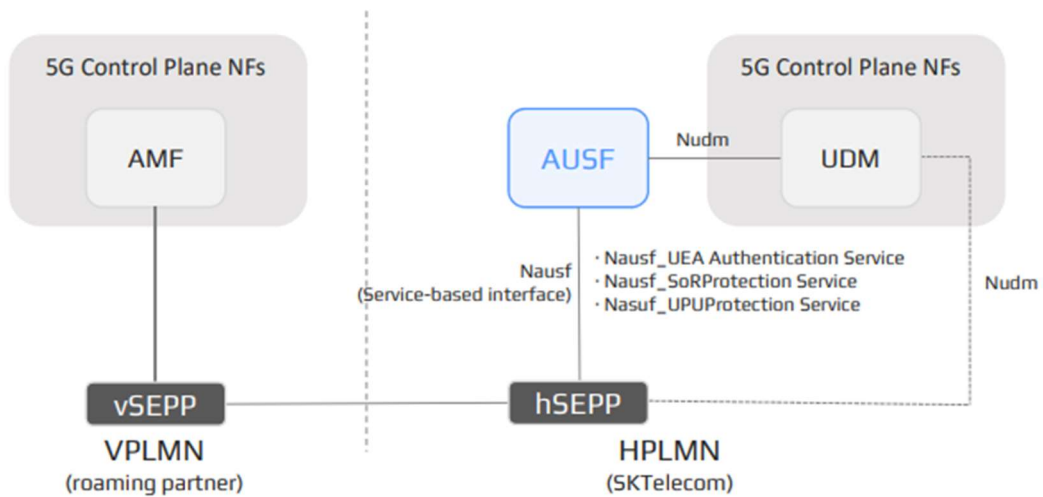 5G Control Plane NFs
AMF
vSEPP
VPLMN
(roaming partner)
5G Control Plane NFs
AUSF
Nudm
UDM
Nausf
(Service-based interface)
· Nausf_UEA Authentication Service
· Nausf_SoRProtection Service
· Nasuf_UPUProtection Service
Nudm
hSEPP
HPLMN
(SKTelecom)